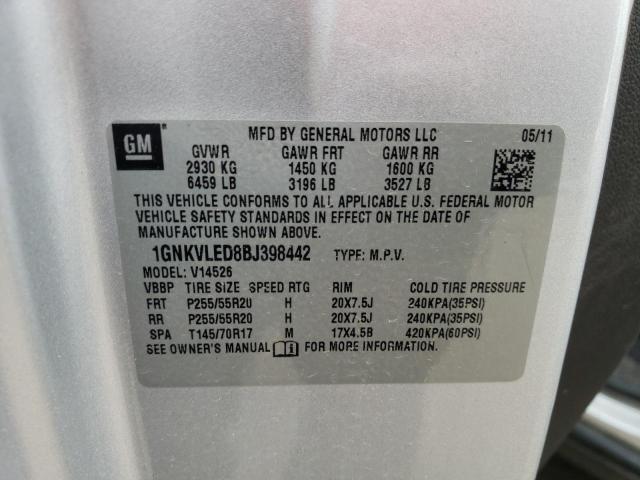 GM
MFD BY GENERAL MOTORS LLC 05/11
GVWR GAWR FRT GAWR RR
2930 KG 1450 KG 1600 KG
6459 LB 3196 LB 3527 LB
THIS VEHICLE CONFORMS TO ALL APPLICABLE U.S. FEDERAL MOTOR
VEHICLE SAFETY STANDARDS IN EFFECT ON THE DATE OF
MANUFACTURE SHOWN ABOVE.
1GNKVLED8BJ398442 TYPE: M.P.V.
MODEL: V14526
VBBP TIRE SIZE SPEED RTG RIM COLD TIRE PRESSURE
FRT P255/55R20 H 20X7.5J 240KPA(35PSI)
RR P255/55R20 H 20X7.5J 240KPA(35PSI)
SPA T145/70R17 M 17X4.5B 420KPA(60PSI)
SEE OWNER'S MANUAL FOR MORE INFORMATION.